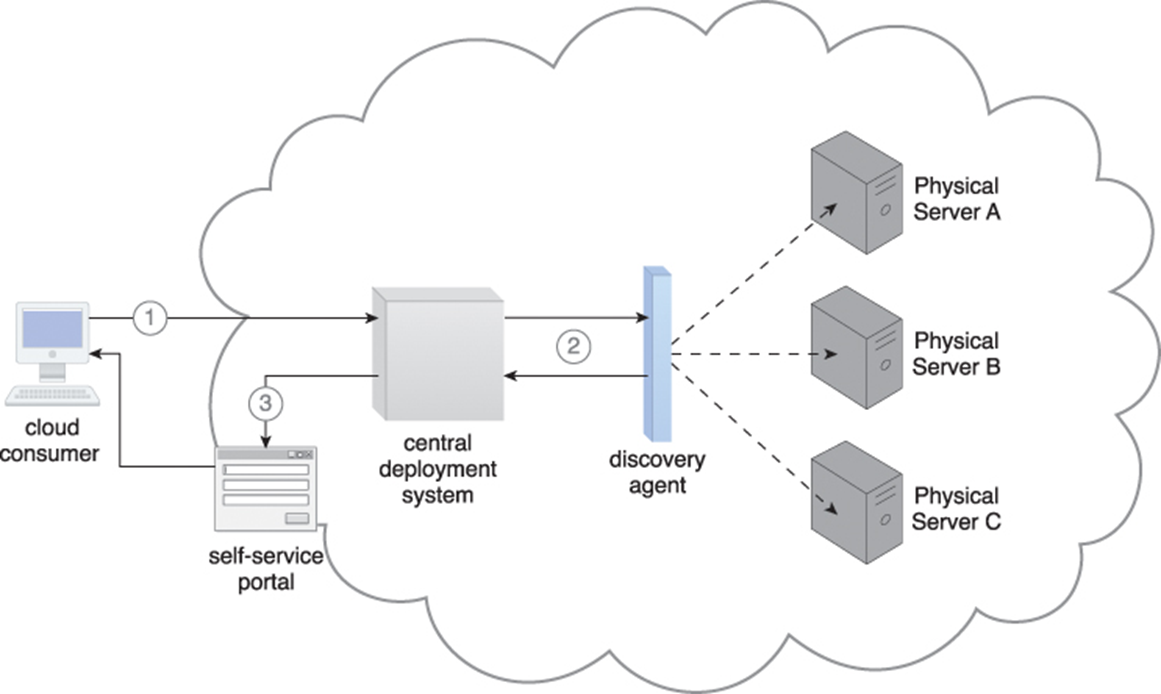 Physical
Server A
1
2
Physical
Server B
3
cloud
consumer
central
deployment
system
discovery
agent
Physical
Server C
self-service
portal